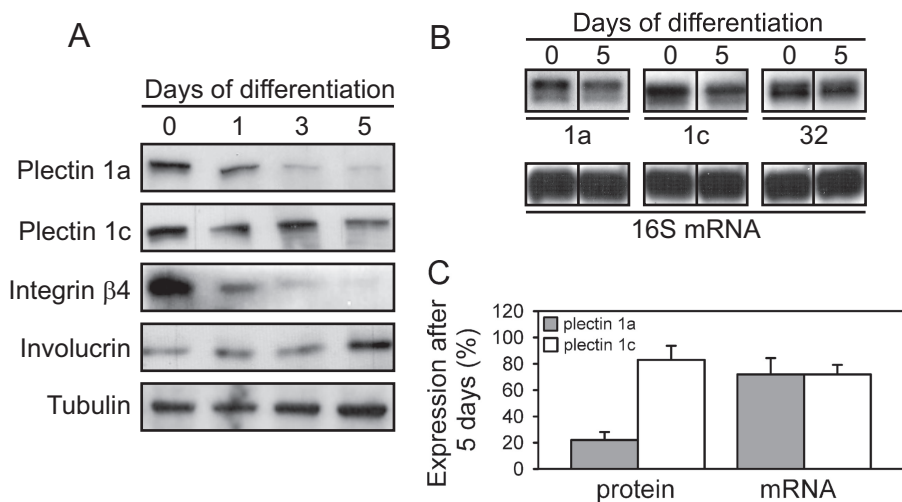 A
Days of differentiation
0 1 3 5
Plectin 1a
Plectin 1c
Integrin β4
Involucrin
Tubulin
B
Days of differentiation
0 5 0 5 0 5
1a 1c 32
16S mRNA
C
Expression after
5 days (%)
120
100
80
60
40
20
0
plectin 1a
plectin 1c
protein mRNA